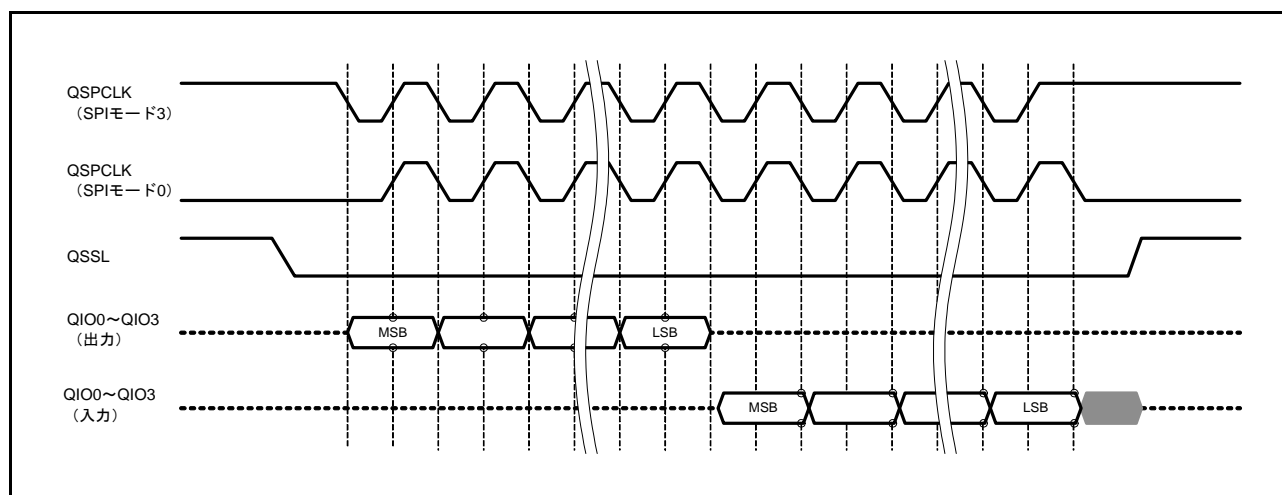 QSPCLK
（SPIモード3）
QSPCLK
（SPIモード0）
QSSL
QIO0～QIO3
（出力）
MSB
LSB
QIO0～QIO3
（入力）
MSB
LSB